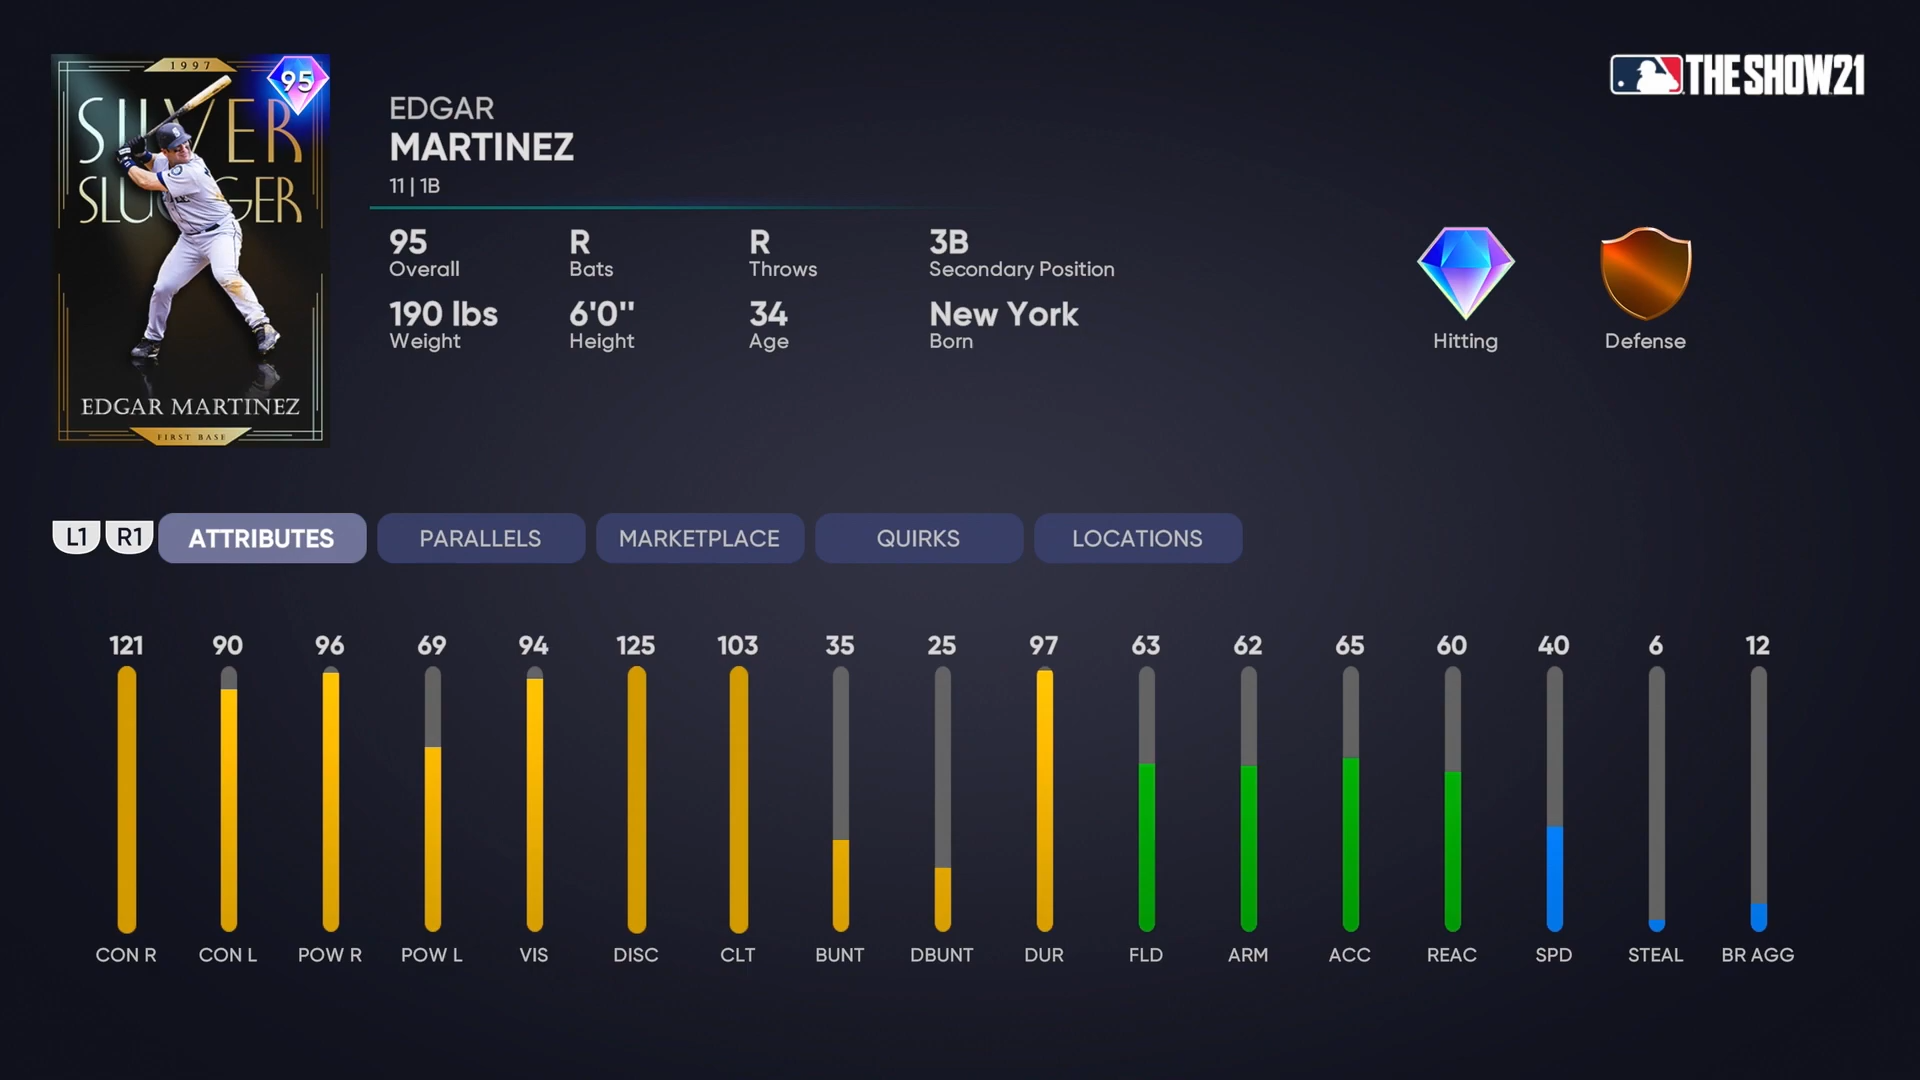 1997
95
SILVER
SLUGGER
EDGAR MARTINEZ
FIRST BASE
EDGAR
MARTINEZ
11 | 1B
THE SHOW 21
95 R R 3B
Overall Bats Throws Secondary Position
190 lbs 6'0" 34 New York
Weight Height Age Born
Hitting Defense
L1 R1 ATTRIBUTES PARALLELS MARKETPLACE QUIRKS LOCATIONS
121 90 96 69 94 125 103 35 25 97 63 62 65 60 40 6 12
CON R CON L POW R POW L VIS DISC CLT BUNT DBUNT DUR FLD ARM ACC REAC SPD STEAL BR AGG